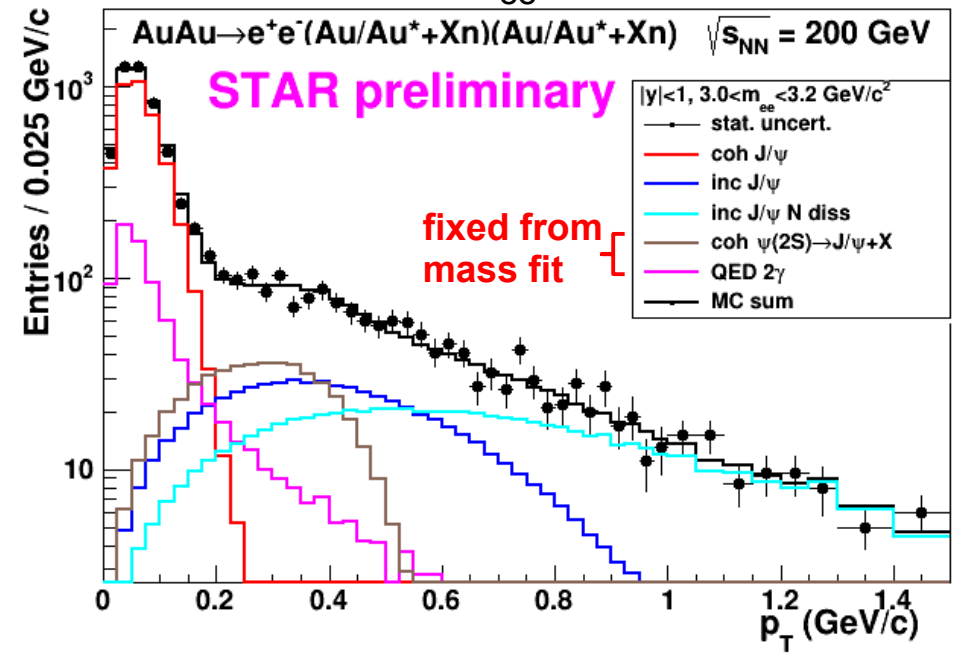 AuAu→e⁺e⁻(Au/Au*+Xn)(Au/Au*+Xn) √s_NN = 200 GeV
STAR preliminary
|y|<1, 3.0<m_ee<3.2 GeV/c²
stat. uncert.
coh J/ψ
inc J/ψ
inc J/ψ N diss
coh ψ(2S)→J/ψ+X
QED 2γ
MC sum
fixed from
mass fit
Entries / 0.025 GeV/c
10³
10²
10
0 0.2 0.4 0.6 0.8 1 1.2 1.4
p_T (GeV/c)